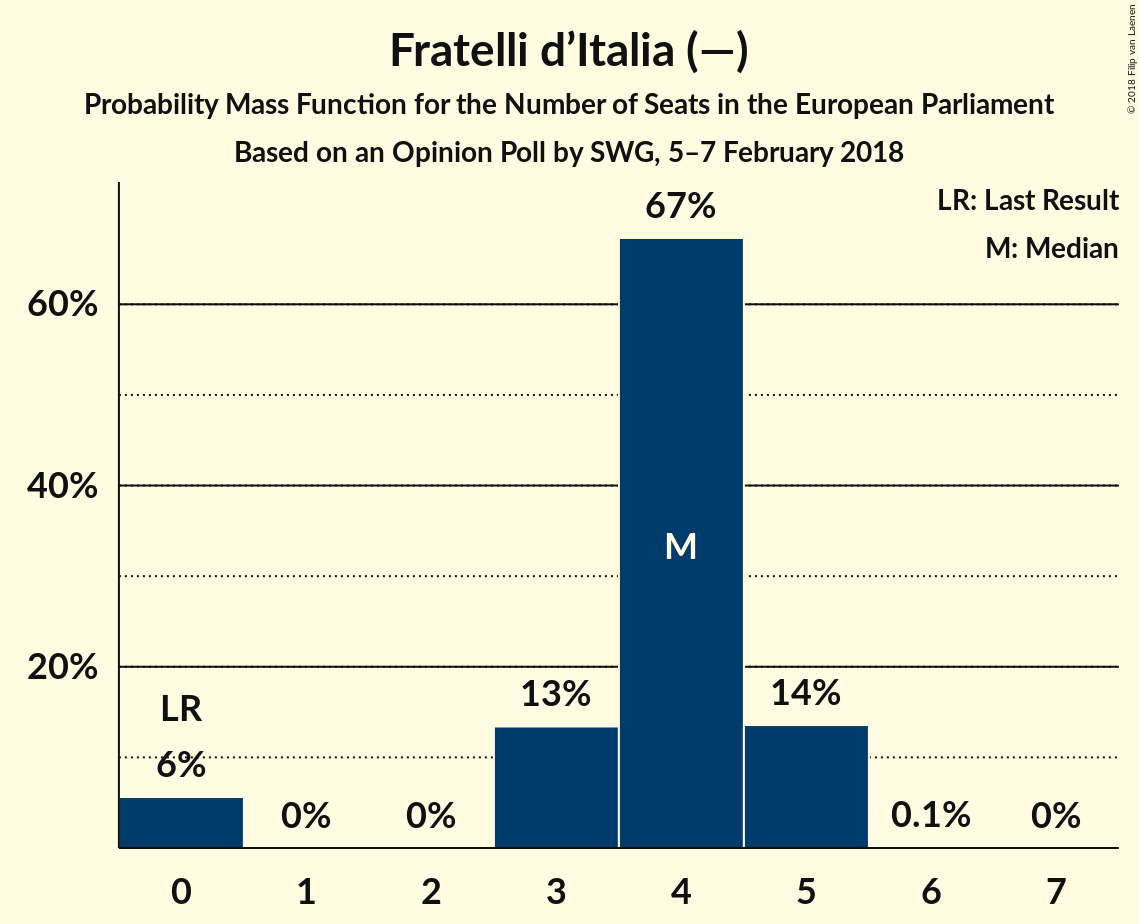 Fratelli d’Italia (—)
Probability Mass Function for the Number of Seats in the European Parliament
Based on an Opinion Poll by SWG, 5–7 February 2018
© 2018 Filip van Laenen
LR: Last Result
M: Median
67%
60%
40%
M
20%
LR
13%
14%
6%
0%
0%
0.1%
0%
0 1 2 3 4 5 6 7